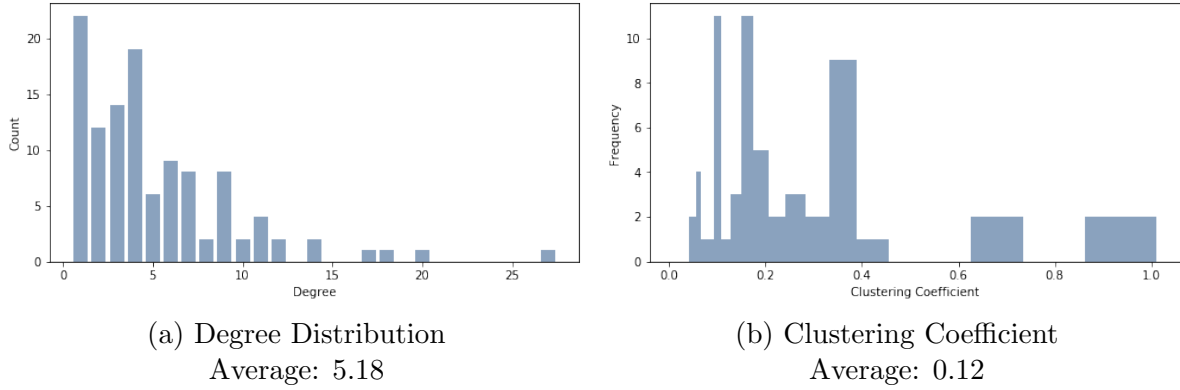 20
15
10
5
0
Count
0 5 10 15 20 25
Degree
(a) Degree Distribution
Average: 5.18
10
8
6
4
2
0
Frequency
0.0 0.2 0.4 0.6 0.8 1.0
Clustering Coefficient
(b) Clustering Coefficient
Average: 0.12